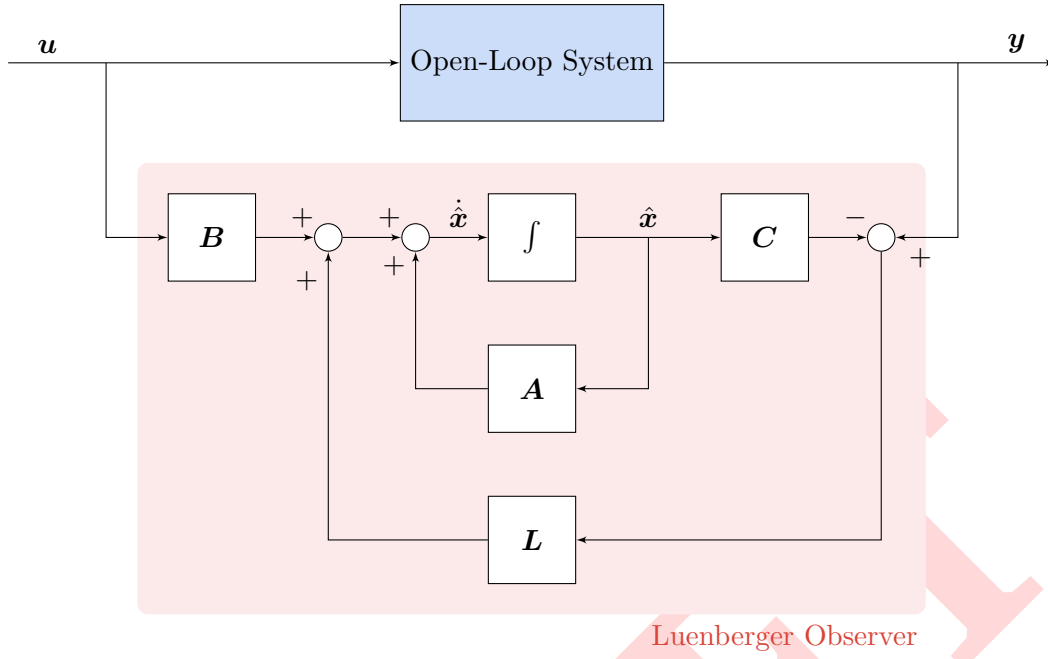 u
Open-Loop System
y
B
+
+
+
+
ẋ̂
∫
x̂
C
−
+
A
L
Luenberger Observer